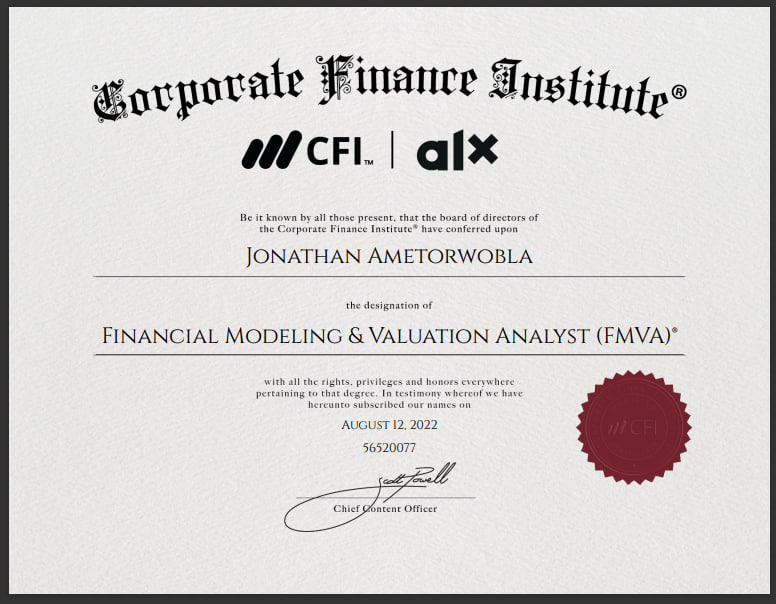 Corporate Finance Institute®
CFI™ | alx
Be it known by all those present, that the board of directors of
the Corporate Finance Institute® have conferred upon
Jonathan Ametorwobla
the designation of
Financial Modeling & Valuation Analyst (FMVA)®
with all the rights, privileges and honors everywhere
pertaining to that degree. In testimony whereof we have
hereunto subscribed our names on
August 12, 2022
56520077
Scott Powell
Chief Content Officer
CFI